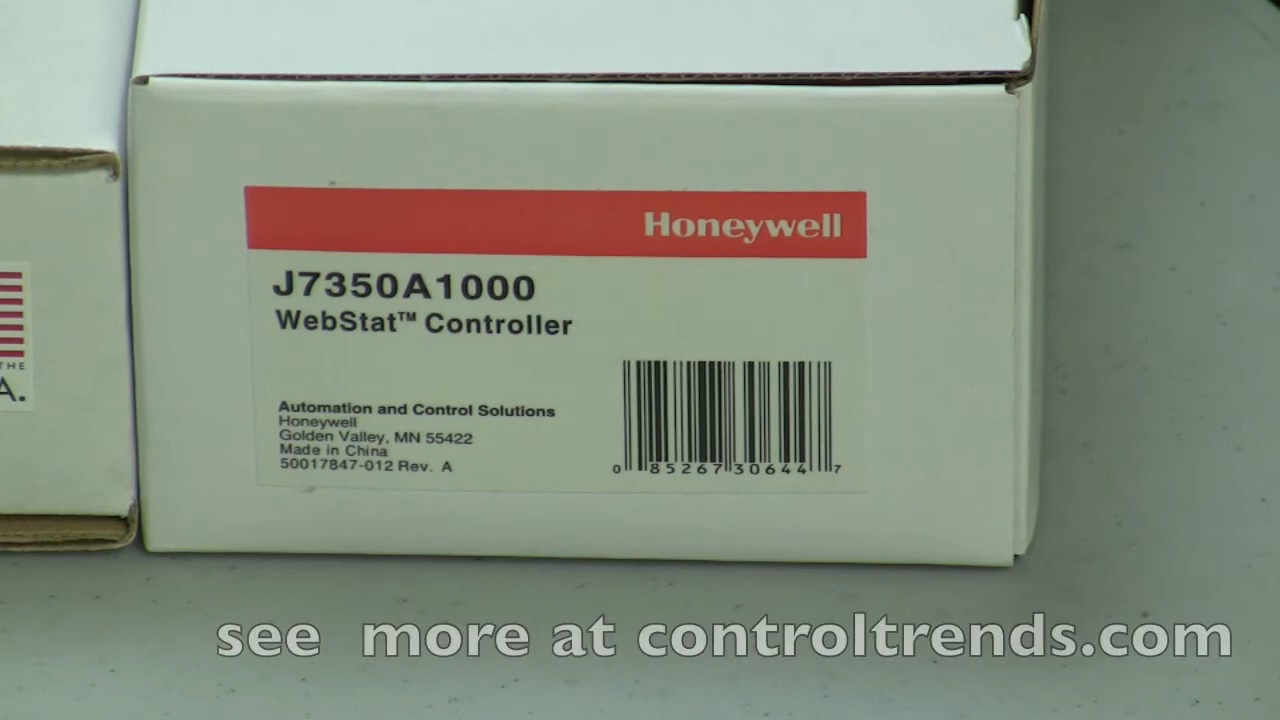 Honeywell
J7350A1000
WebStat™ Controller
Automation and Control Solutions
Honeywell
Golden Valley, MN 55422
Made in China
50017847-012 Rev. A
0 85267 30644 7
THE
A.
see more at controltrends.com